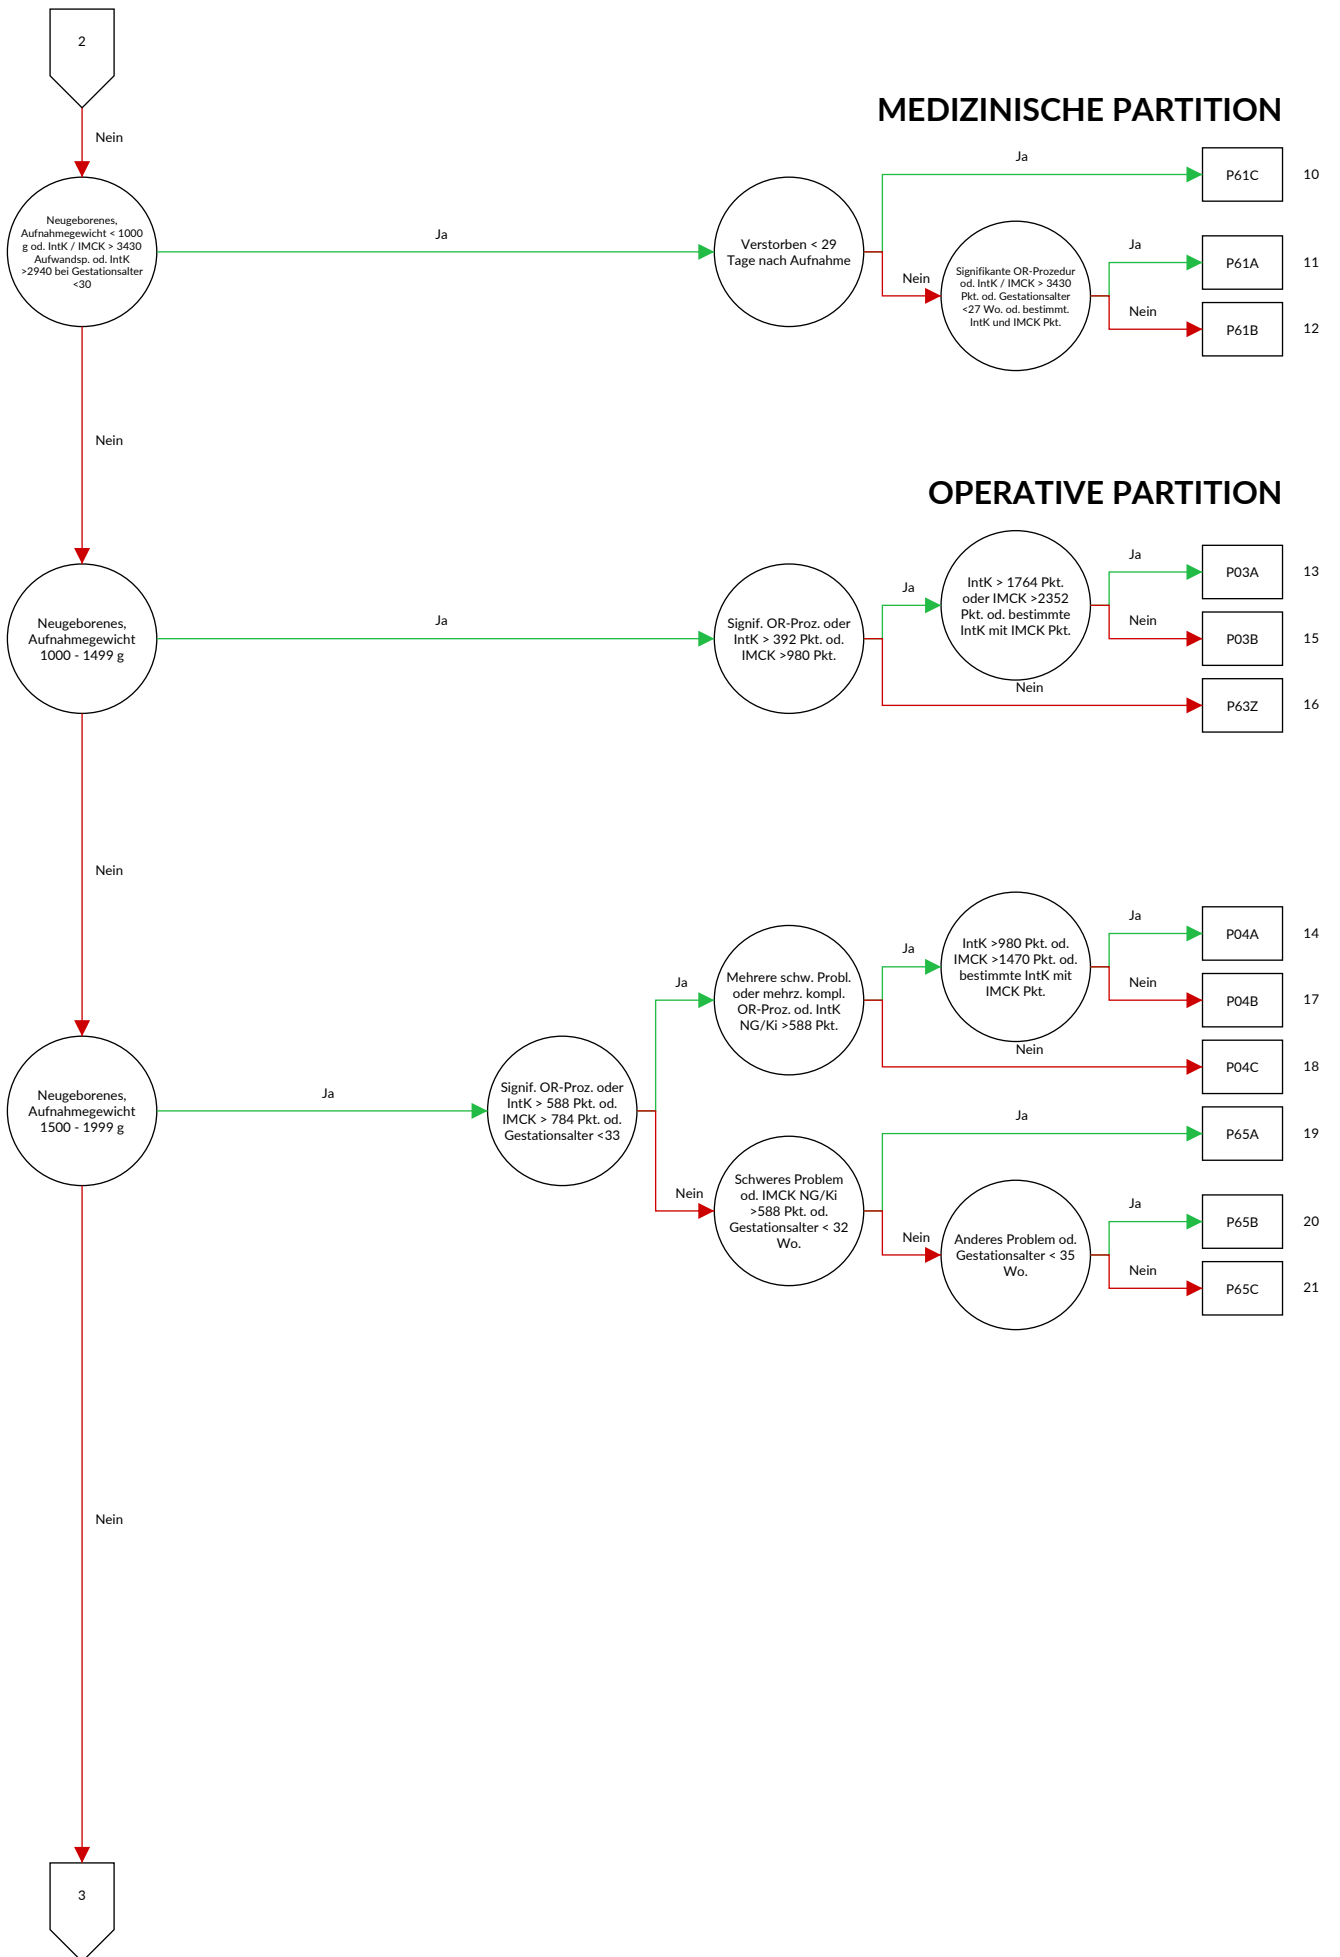 2
Nein
MEDIZINISCHE PARTITION
Neugeborenes,
Aufnahmegewicht < 1000
g od. IntK / IMCK > 3430
Aufwandsp. od. IntK
>2940 bei Gestationsalter
<30
Ja
Verstorben < 29
Tage nach Aufnahme
Ja
P61C
10
Nein
Signifikante OR-Prozedur
od. IntK / IMCK > 3430
Pkt. od. Gestationsalter
<27 Wo. od. bestimmt.
IntK und IMCK Pkt.
Ja
P61A
11
Nein
P61B
12
Nein
OPERATIVE PARTITION
Neugeborenes,
Aufnahmegewicht
1000 - 1499 g
Ja
Signif. OR-Proz. oder
IntK > 392 Pkt. od.
IMCK >980 Pkt.
Ja
IntK > 1764 Pkt.
oder IMCK >2352
Pkt. od. bestimmte
IntK mit IMCK Pkt.
Ja
P03A
13
Nein
P03B
15
Nein
P63Z
16
Nein
Neugeborenes,
Aufnahmegewicht
1500 - 1999 g
Ja
Signif. OR-Proz. oder
IntK > 588 Pkt. od.
IMCK > 784 Pkt. od.
Gestationsalter <33
Ja
Mehrere schw. Probl.
oder mehrz. kompl.
OR-Proz. od. IntK
NG/Ki >588 Pkt.
Ja
IntK >980 Pkt. od.
IMCK >1470 Pkt. od.
bestimmte IntK mit
IMCK Pkt.
Ja
P04A
14
Nein
P04B
17
Nein
P04C
18
Nein
Schweres Problem
od. IMCK NG/Ki
>588 Pkt. od.
Gestationsalter < 32
Wo.
Ja
P65A
19
Nein
Anderes Problem od.
Gestationsalter < 35
Wo.
Ja
P65B
20
Nein
P65C
21
Nein
3